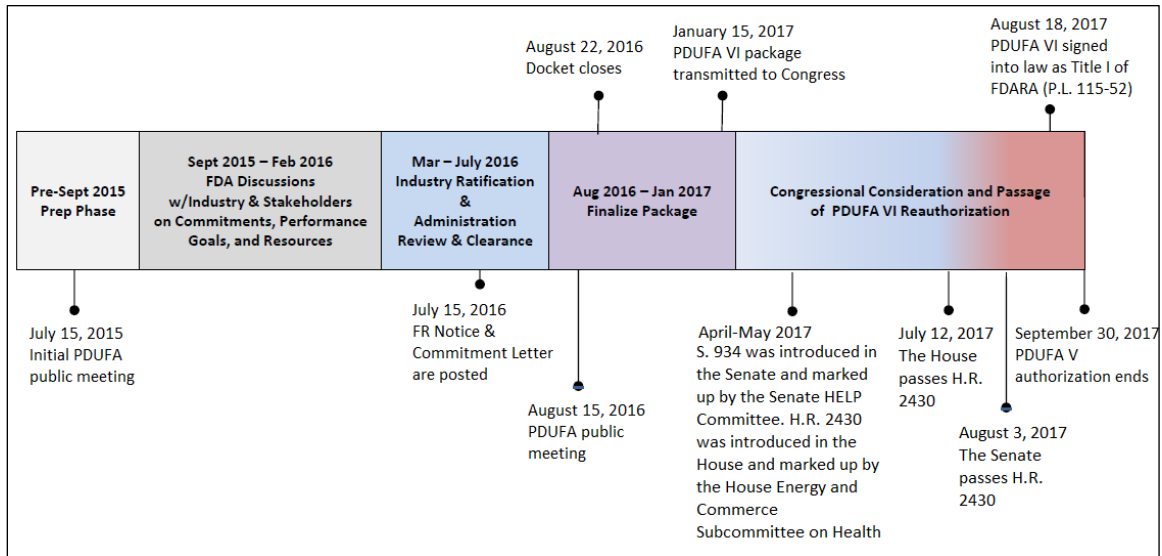 August 22, 2016
Docket closes
January 15, 2017
PDUFA VI package
transmitted to Congress
August 18, 2017
PDUFA VI signed
into law as Title I of
FDARA (P.L. 115-52)
Pre-Sept 2015
Prep Phase
Sept 2015 – Feb 2016
FDA Discussions
w/Industry & Stakeholders
on Commitments, Performance
Goals, and Resources
Mar – July 2016
Industry Ratification
&
Administration
Review & Clearance
Aug 2016 – Jan 2017
Finalize Package
Congressional Consideration and Passage
of PDUFA VI Reauthorization
July 15, 2015
Initial PDUFA
public meeting
July 15, 2016
FR Notice &
Commitment Letter
are posted
August 15, 2016
PDUFA public
meeting
April-May 2017
S. 934 was introduced in
the Senate and marked
up by the Senate HELP
Committee. H.R. 2430
was introduced in the
House and marked up by
the House Energy and
Commerce
Subcommittee on Health
July 12, 2017
The House
passes H.R.
2430
August 3, 2017
The Senate
passes H.R.
2430
September 30, 2017
PDUFA V
authorization ends